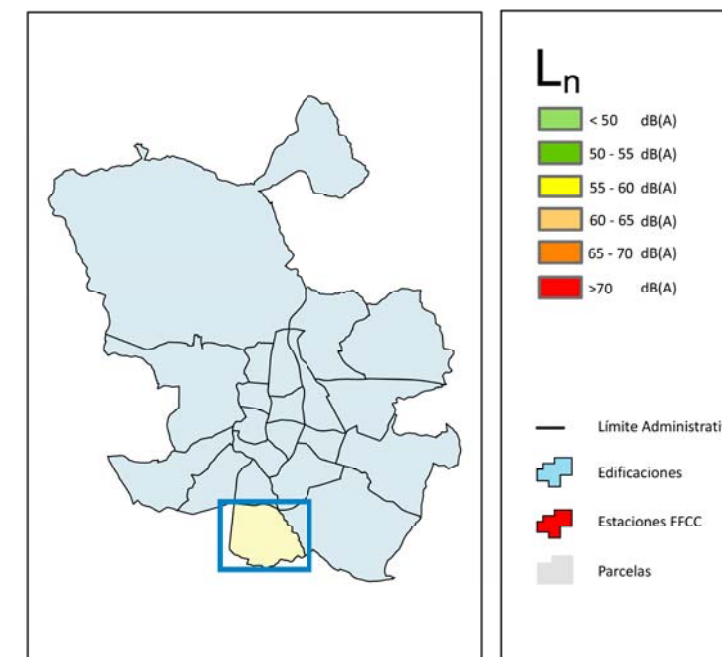 Ln
< 50 dB(A)
50 - 55 dB(A)
55 - 60 dB(A)
60 - 65 dB(A)
65 - 70 dB(A)
>70 dB(A)
Límite Administrati
Edificaciones
Estaciones FFCC
Parcelas